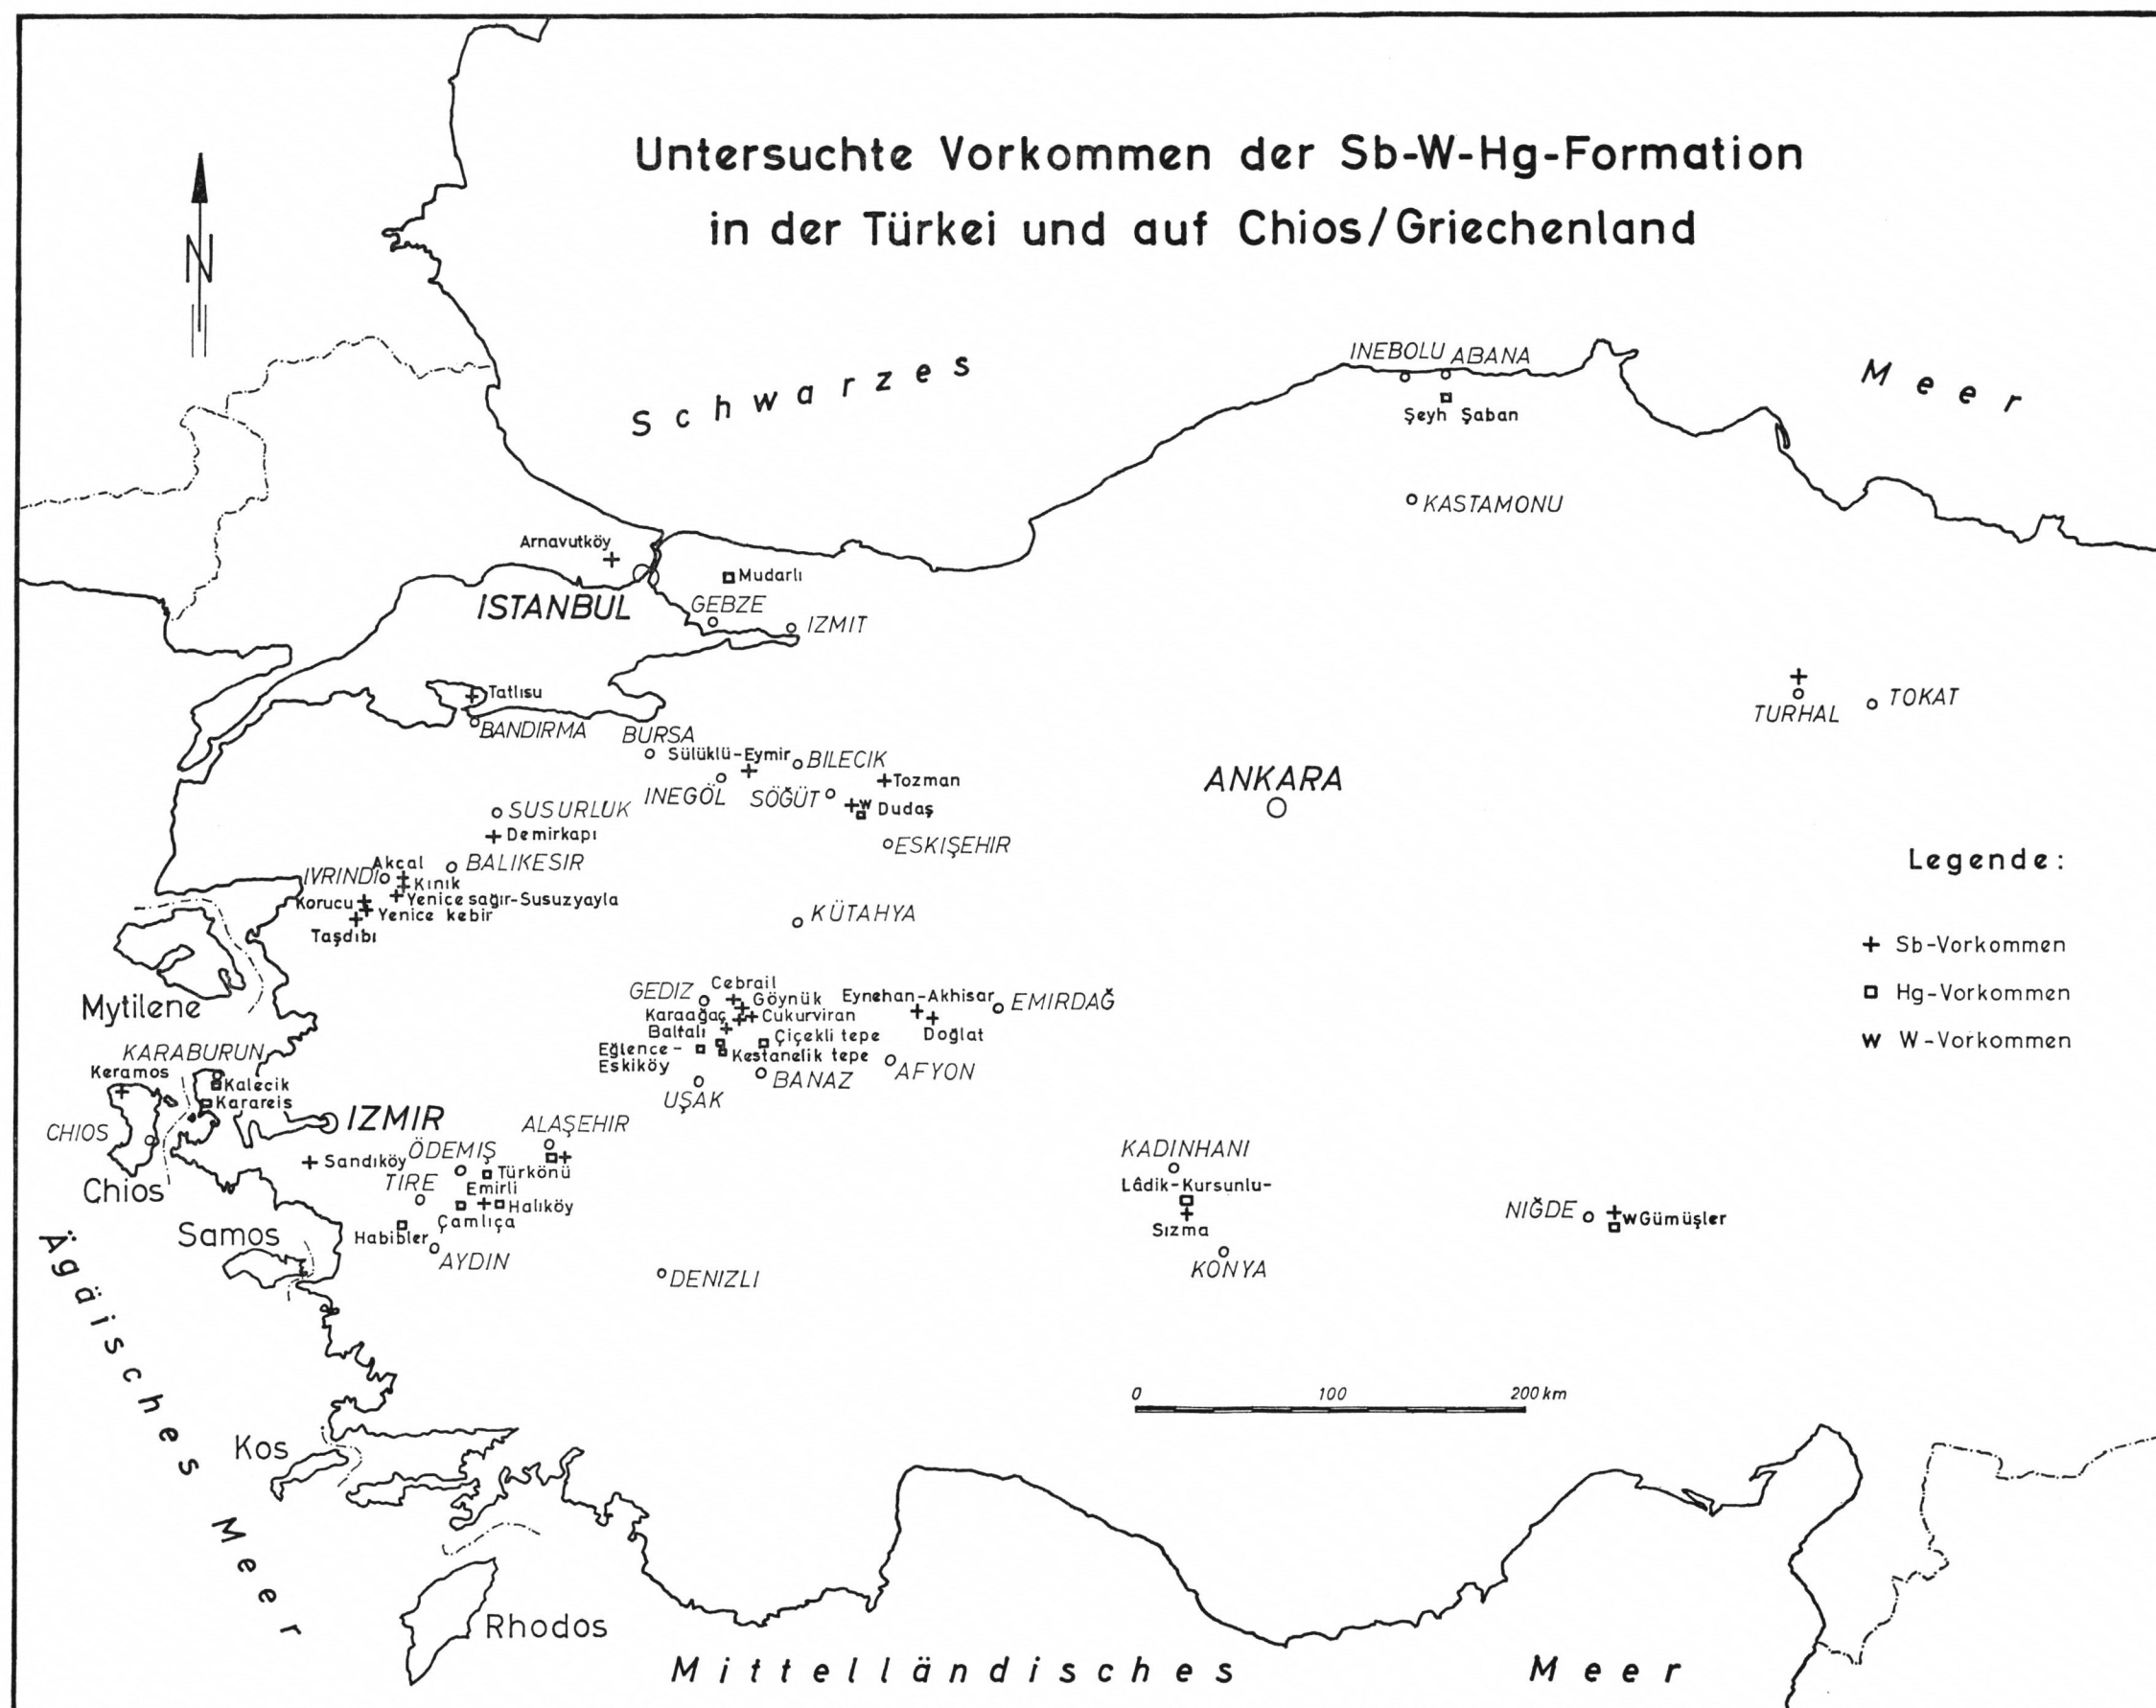 Untersuchte Vorkommen der Sb-W-Hg-Formation
in der Türkei und auf Chios/Griechenland
N
Schwarzes Meer
INEBOLU
ABANA
Şeyh Şaban
KASTAMONU
Arnavutköy
Mudarlı
ISTANBUL
GEBZE
IZMIT
Tatlısu
BANDIRMA
BURSA
Sülüklü-Eymir
BILECIK
Tozman
INEGÖL
SÖĞÜT
w
Dudaş
SUSURLUK
Demirkapı
ESKIŞEHIR
TURHAL
TOKAT
ANKARA
Akcal
BALIKESIR
IVRINDI
Kınık
Korucu
Yenice sağır-Susuzyayla
Yenice kebir
Taşdıbı
KÜTAHYA
Legende:
+ Sb-Vorkommen
Hg-Vorkommen
w W-Vorkommen
Mytilene
GEDIZ
Cebrail
Göynük
Karaağaç
Cukurviran
Baltalı
Çiçekli tepe
Eğlence-
Eskiköy
Kestanelik tepe
Eynehan-Akhisar
EMIRDAĞ
Doğlat
AFYON
BANAZ
UŞAK
KARABURUN
Keramos
Kalecik
Karareis
CHIOS
Chios
IZMIR
Sandıköy
ÖDEMIŞ
ALAŞEHIR
Türkönü
TIRE
Emirli
Halıköy
Çamlıça
Habibler
AYDIN
Samos
DENIZLI
KADINHANI
Lâdik-Kursunlu-
Sızma
KONYA
NIĞDE
w Gümüşler
Ägäisches Meer
0 100 200 km
Kos
Rhodos
Mittelländisches Meer